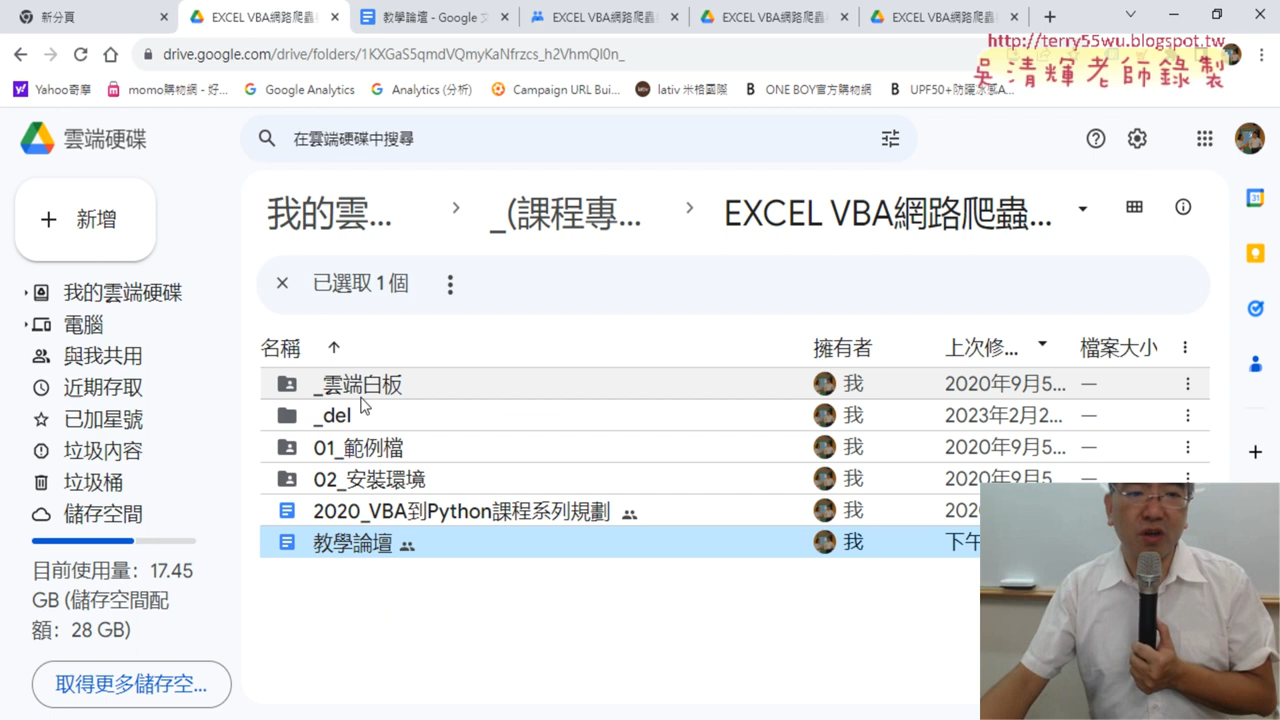 新分頁
EXCEL VBA網路爬蟲
教學論壇 - Google 文
EXCEL VBA網路爬蟲
EXCEL VBA網路爬蟲
EXCEL VBA網路爬蟲
drive.google.com/drive/folders/1KXGaS5qmdVQmyKaNfrzcs_h2VhmQI0n_
http://terry55wu.blogspot.tw
吳清輝老師錄製
Yahoo奇摩
momo購物網 - 好...
Google Analytics
Analytics (分析)
Campaign URL Bui...
lativ 米格國際
ONE BOY官方購物網
UPF50+防曬冰感A...
雲端硬碟
在雲端硬碟中搜尋
新增
我的雲... > _(課程專... > EXCEL VBA網路爬蟲...
已選取 1 個
我的雲端硬碟
電腦
與我共用
近期存取
已加星號
垃圾內容
垃圾桶
儲存空間
目前使用量：17.45
GB (儲存空間配
額：28 GB)
取得更多儲存空...
名稱 擁有者 上次修... 檔案大小
_雲端白板 我 2020年9月5... —
_del 我 2023年2月2... —
01_範例檔 我 2020年9月5... —
02_安裝環境 我 2020年9月5 —
2020_VBA到Python課程系列規劃 我
教學論壇 我 下午